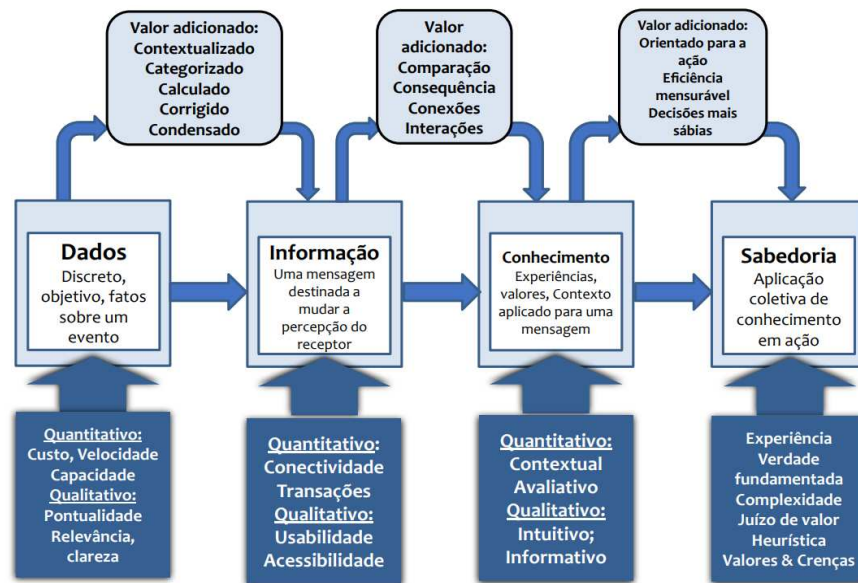 Valor adicionado:
Contextualizado
Categorizado
Calculado
Corrigido
Condensado
Valor
adicionado:
Comparação
Consequência
Conexões
Interações
Valor adicionado:
Orientado para a
ação
Eficiência
mensurável
Decisões mais
sábias
Dados
Discreto,
objetivo, fatos
sobre um
evento
Informação
Uma mensagem
destinada a
mudar a
percepção do
receptor
Conhecimento
Experiências,
valores, Contexto
aplicado para uma
mensagem
Sabedoria
Aplicação
coletiva de
conhecimento
em ação
Quantitativo:
Custo, Velocidade
Capacidade
Qualitativo:
Pontualidade
Relevância,
clareza
Quantitativo:
Conectividade
Transações
Qualitativo:
Usabilidade
Acessibilidade
Quantitativo:
Contextual
Avaliativo
Qualitativo:
Intuitivo;
Informativo
Experiência
Verdade
fundamentada
Complexidade
Juízo de valor
Heurística
Valores & Crenças